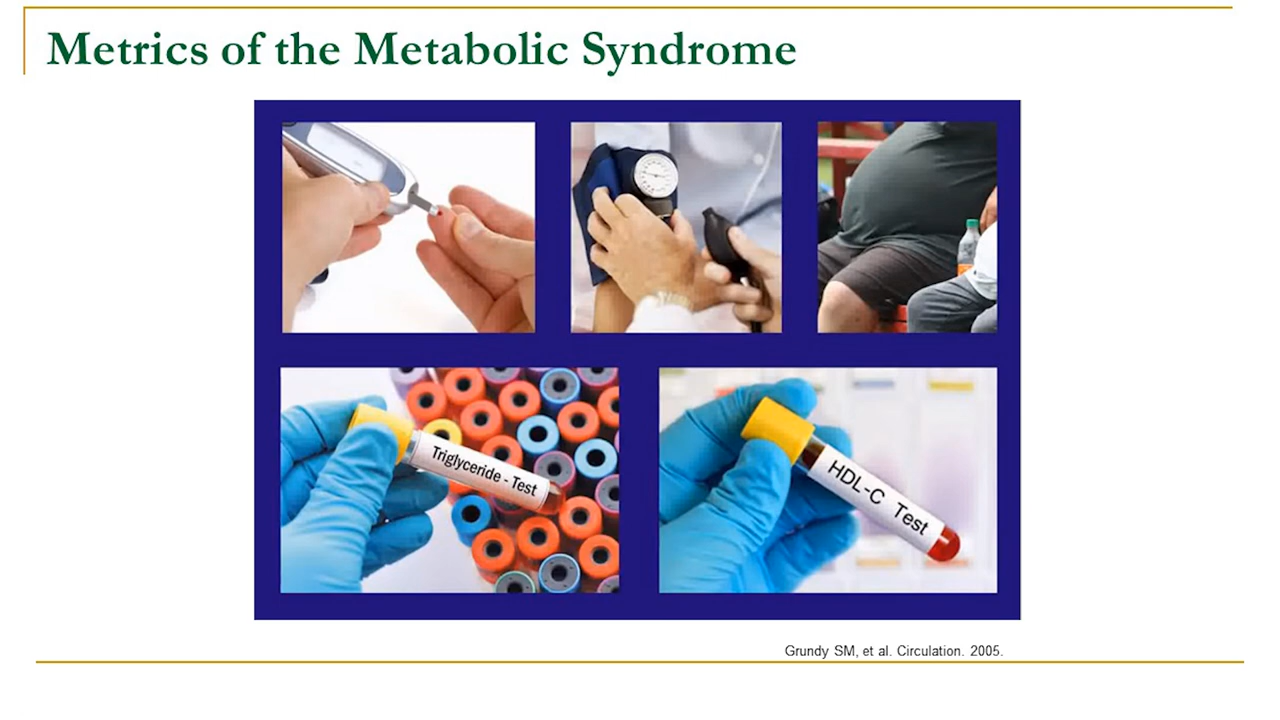 Metrics of the Metabolic Syndrome
Triglyceride - Test
HDL-C Test
Grundy SM, et al. Circulation. 2005.